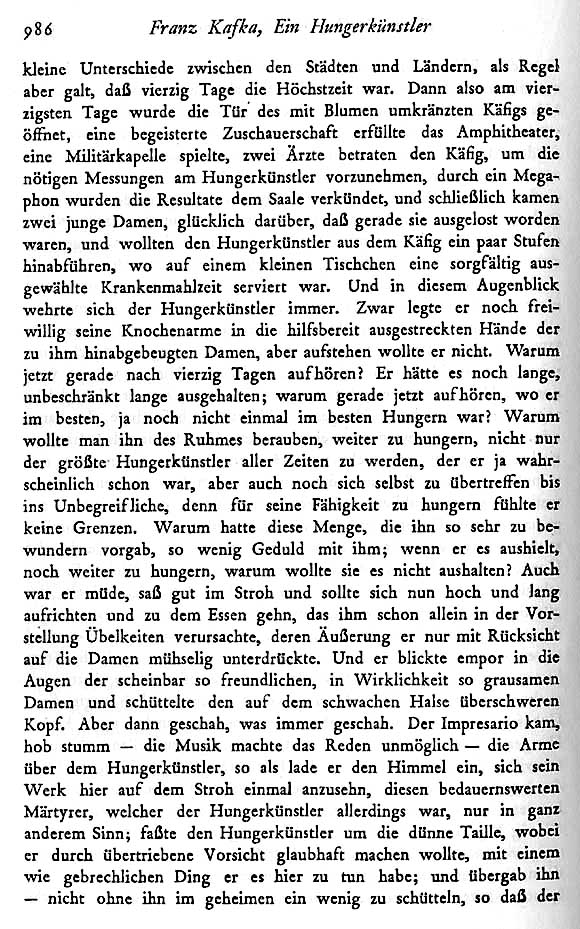 986 Franz Kafka, Ein Hungerkünstler
kleine Unterschiede zwischen den Städten und Ländern, als Regel
aber galt, daß vierzig Tage die Höchstzeit war. Dann also am vier-
zigsten Tage wurde die Tür des mit Blumen umkränzten Käfigs ge-
öffnet, eine begeisterte Zuschauerschaft erfüllte das Amphitheater,
eine Militärkapelle spielte, zwei Ärzte betraten den Käfig, um die
nötigen Messungen am Hungerkünstler vorzunehmen, durch ein Mega-
phon wurden die Resultate dem Saale verkündet, und schließlich kamen
zwei junge Damen, glücklich darüber, daß gerade sie ausgelost worden
waren, und wollten den Hungerkünstler aus dem Käfig ein paar Stufen
hinabführen, wo auf einem kleinen Tischchen eine sorgfältig aus-
gewählte Krankenmahlzeit serviert war. Und in diesem Augenblick
wehrte sich der Hungerkünstler immer. Zwar legte er noch frei-
willig seine Knochenarme in die hilfsbereit ausgestreckten Hände der
zu ihm hinabgebeugten Damen, aber aufstehen wollte er nicht. Warum
jetzt gerade nach vierzig Tagen aufhören? Er hätte es noch lange,
unbeschränkt lange ausgehalten; warum gerade jetzt aufhören, wo er
im besten, ja noch nicht einmal im besten Hungern war? Warum
wollte man ihn des Ruhmes berauben, weiter zu hungern, nicht nur
der größte Hungerkünstler aller Zeiten zu werden, der er ja wahr-
scheinlich schon war, aber auch noch sich selbst zu übertreffen bis
ins Unbegreifliche, denn für seine Fähigkeit zu hungern fühlte er
keine Grenzen. Warum hatte diese Menge, die ihn so sehr zu be-
wundern vorgab, so wenig Geduld mit ihm; wenn er es aushielt,
noch weiter zu hungern, warum wollte sie es nicht aushalten? Auch
war er müde, saß gut im Stroh und sollte sich nun hoch und lang
aufrichten und zu dem Essen gehn, das ihm schon allein in der Vor-
stellung Übelkeiten verursachte, deren Äußerung er nur mit Rücksicht
auf die Damen mühselig unterdrückte. Und er blickte empor in die
Augen der scheinbar so freundlichen, in Wirklichkeit so grausamen
Damen und schüttelte den auf dem schwachen Halse überschweren
Kopf. Aber dann geschah, was immer geschah. Der Impresario kam,
hob stumm — die Musik machte das Reden unmöglich — die Arme
über dem Hungerkünstler, so als lade er den Himmel ein, sich sein
Werk hier auf dem Stroh einmal anzusehn, diesen bedauernswerten
Märtyrer, welcher der Hungerkünstler allerdings war, nur in ganz
anderem Sinn; faßte den Hungerkünstler um die dünne Taille, wobei
er durch übertriebene Vorsicht glaubhaft machen wollte, mit einem
wie gebrechlichen Ding er es hier zu tun habe; und übergab ihn
— nicht ohne ihn im geheimen ein wenig zu schütteln, so daß der